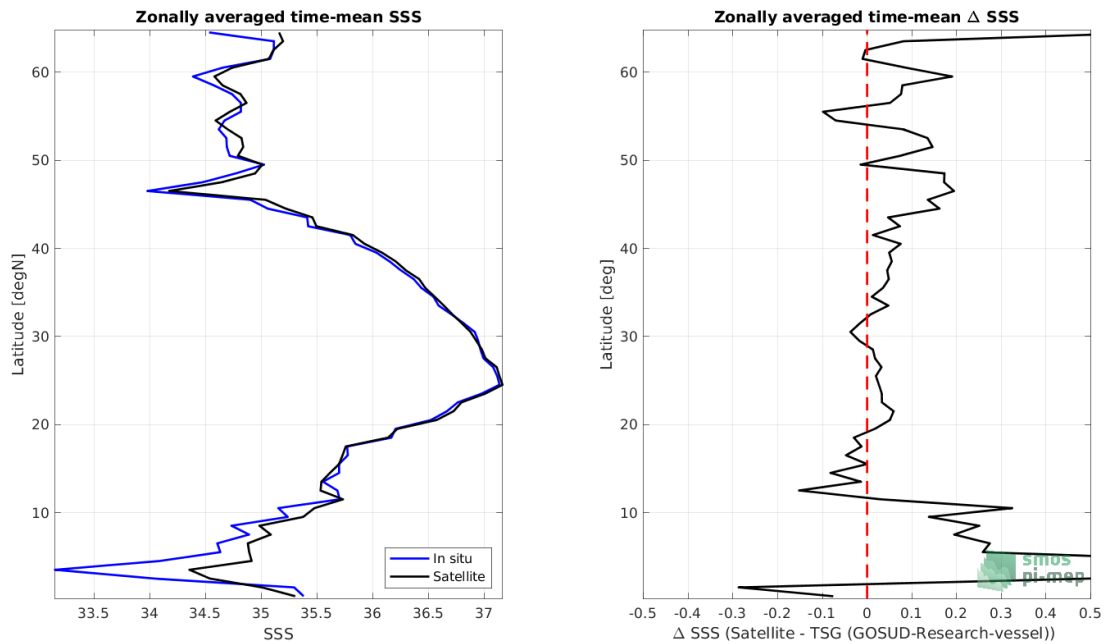 Zonally averaged time-mean SSS
60
50
40
30
20
10
Latitude [degN]
33.5 34 34.5 35 35.5 36 36.5 37
SSS
In situ
Satellite
Zonally averaged time-mean Δ SSS
60
50
40
30
20
10
Latitude [deg]
-0.5 -0.4 -0.3 -0.2 -0.1 0 0.1 0.2 0.3 0.4 0.5
Δ SSS (Satellite - TSG (GOSUD-Research-vessel))
smos
pi-mep